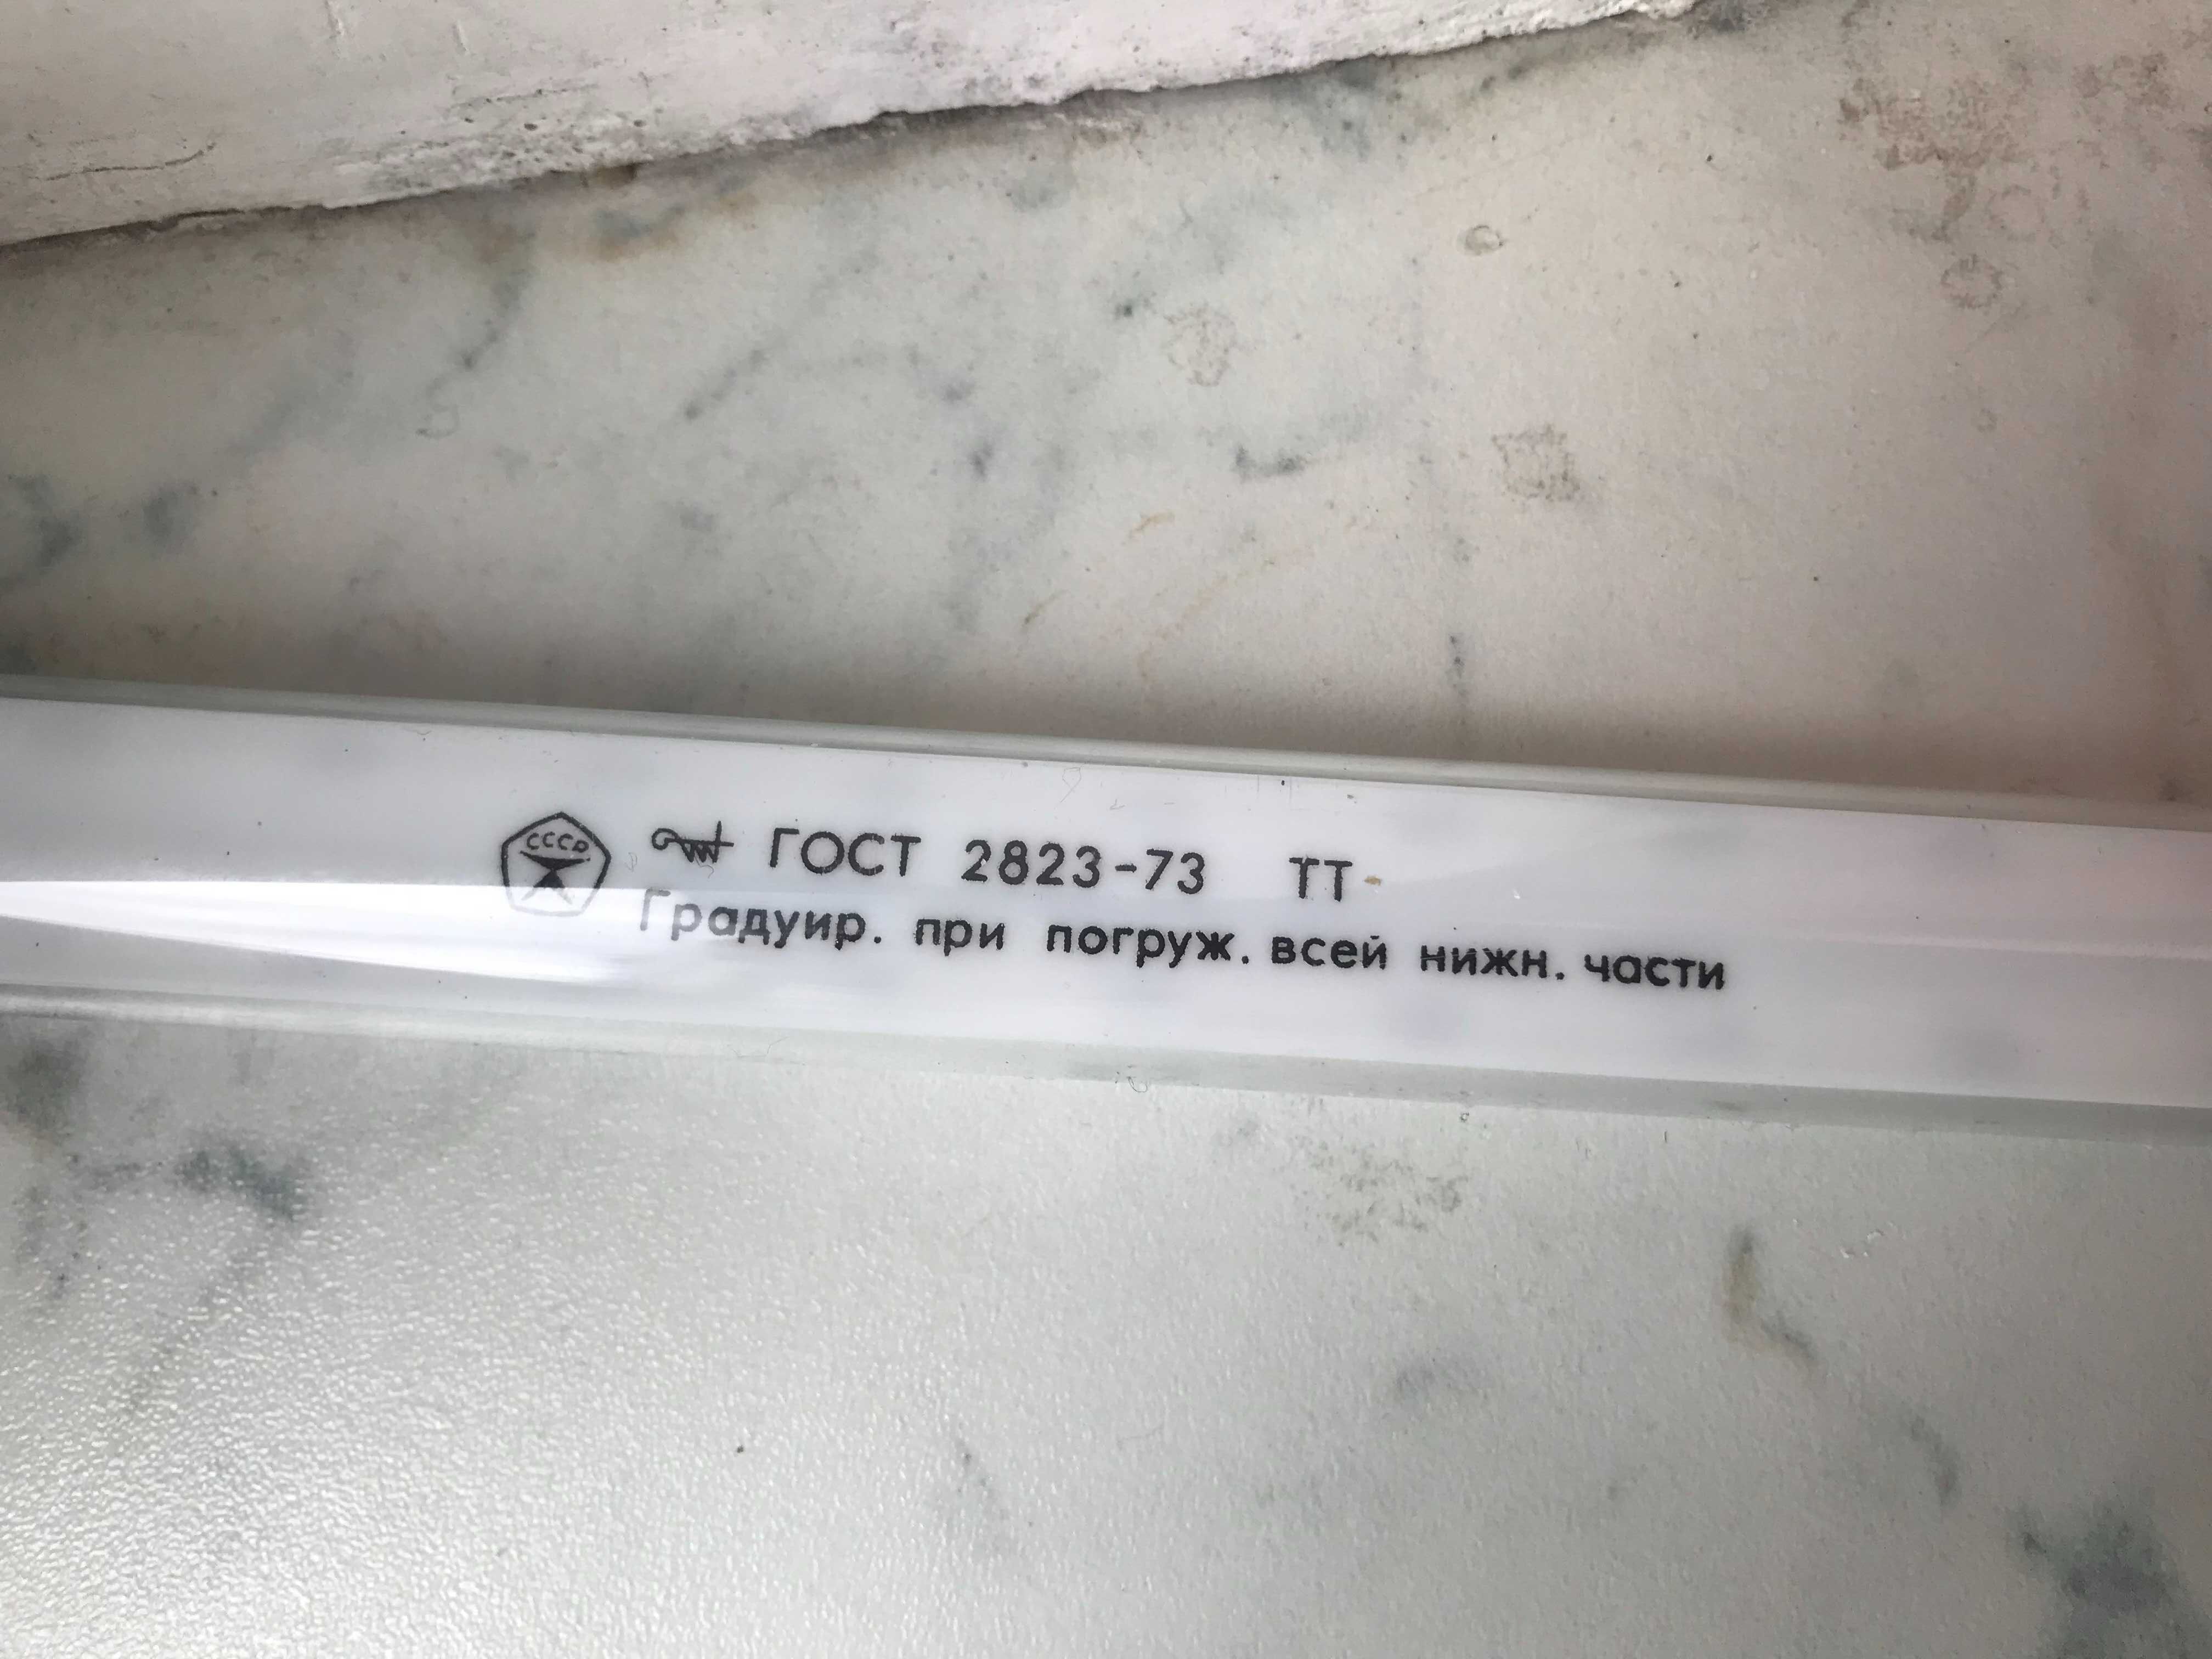 СССР
ГОСТ 2823-73 ТТ
Градуир. при погруж. всей нижн. части